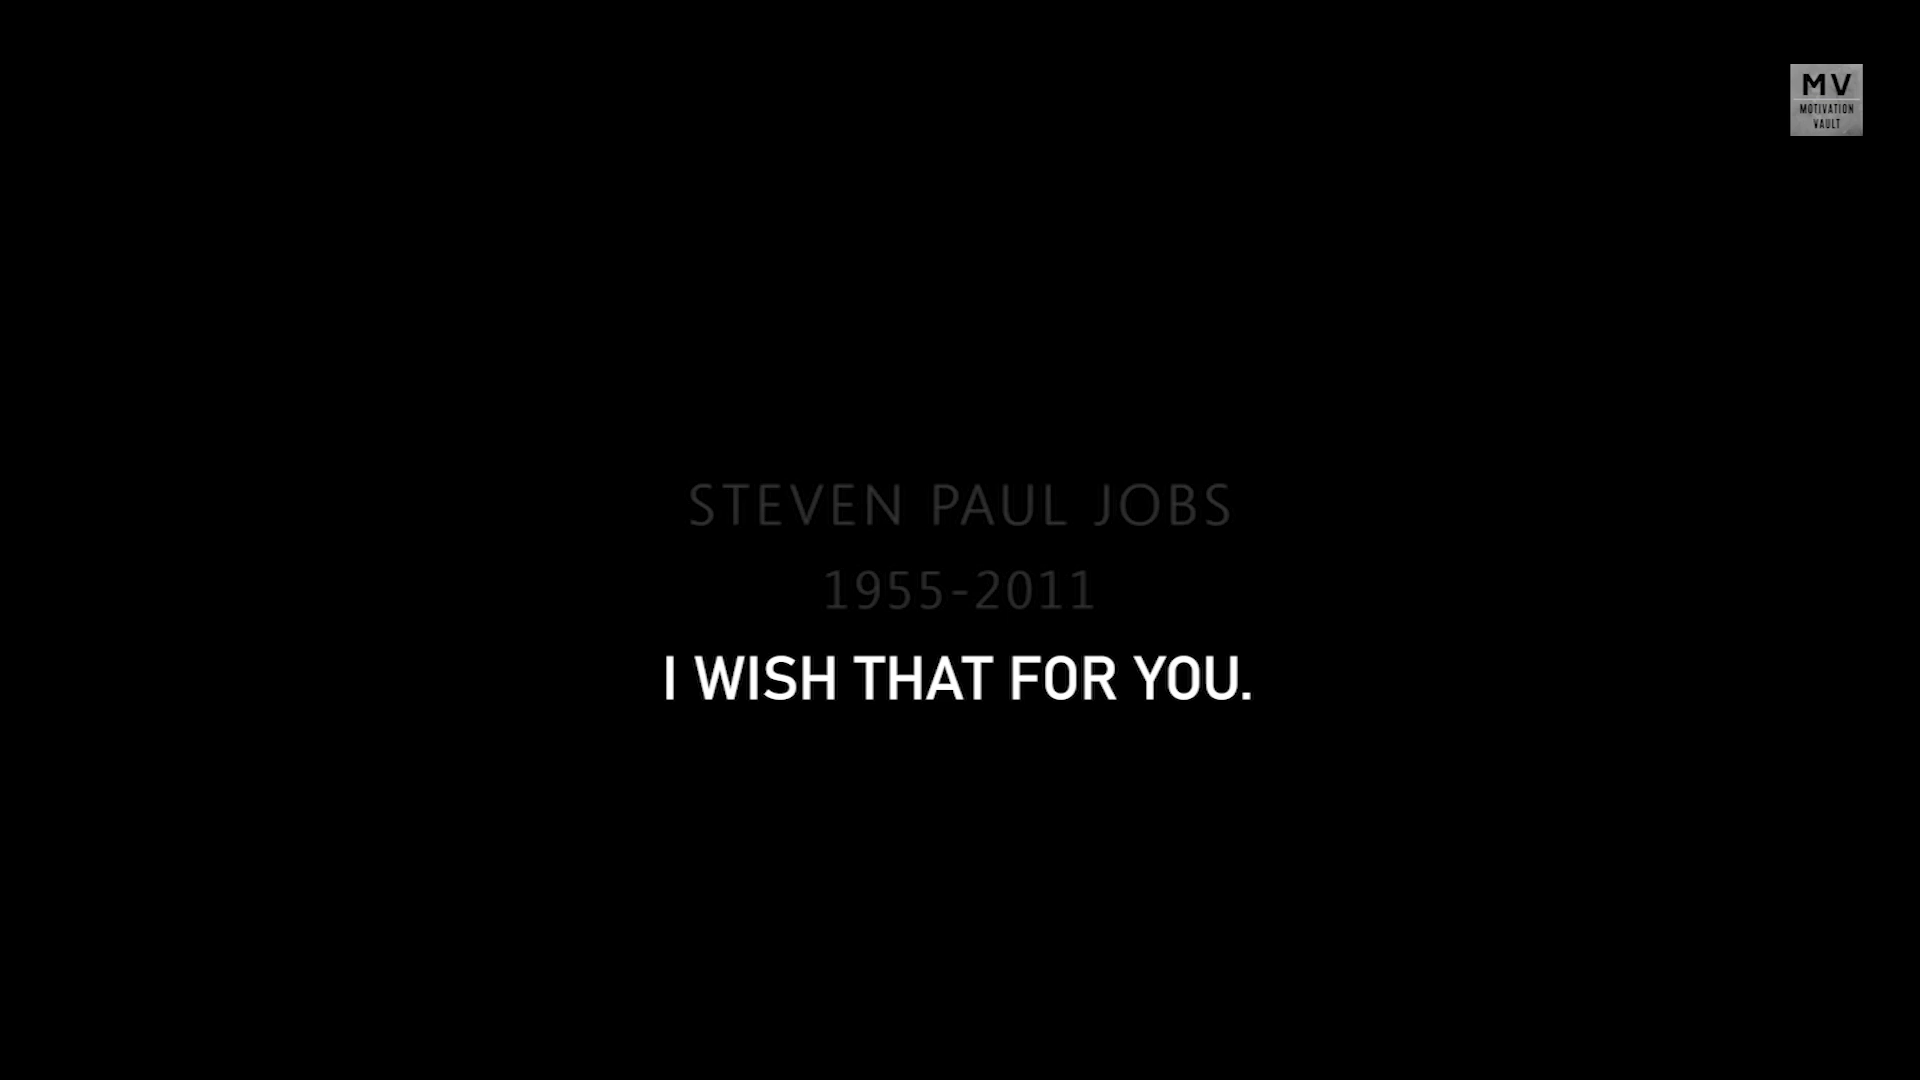 MV
MOTIVATION
VAULT
STEVEN PAUL JOBS
1955-2011
I WISH THAT FOR YOU.